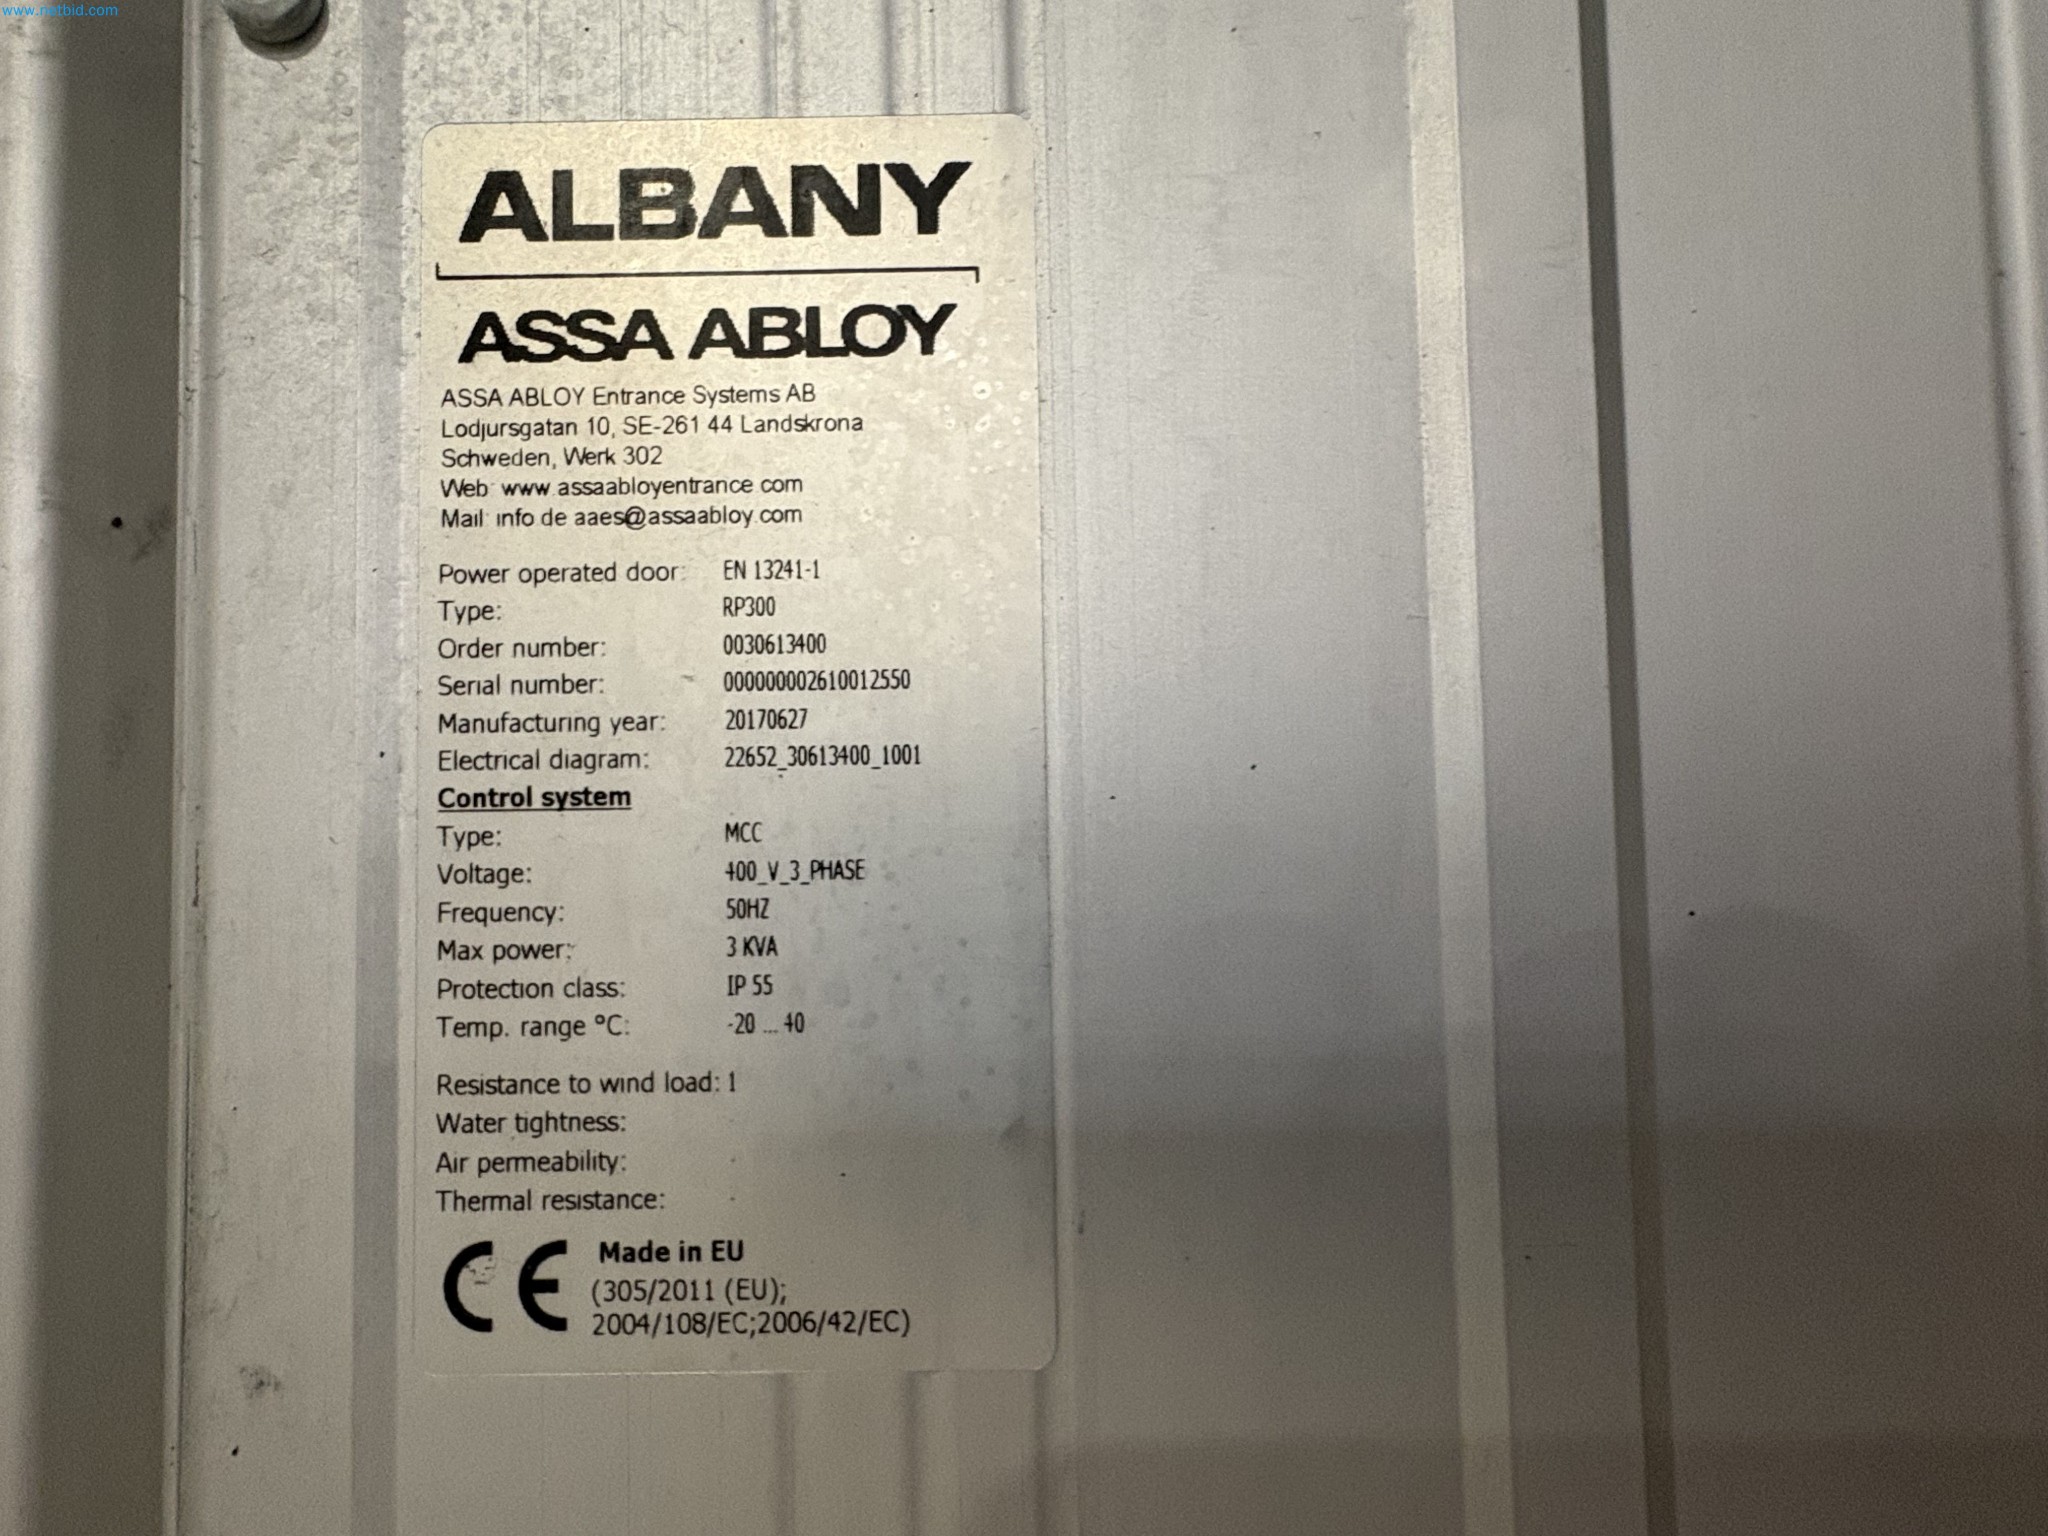 www.netbid.com
ALBANY
ASSA ABLOY
ASSA ABLOY Entrance Systems AB
Lodjursgatan 10, SE-261 44 Landskrona
Schweden, Werk 302
Web: www.assaabloyentrance.com
Mail: info.de.aaes@assaabloy.com
Power operated door: EN 13241-1
Type: RP300
Order number: 0030613400
Serial number: 000000002610012550
Manufacturing year: 20170627
Electrical diagram: 22652_30613400_1001
Control system
Type: MCC
Voltage: 400_V_3_PHASE
Frequency: 50HZ
Max power: 3 KVA
Protection class: IP 55
Temp. range °C: -20 ... 40
Resistance to wind load: 1
Water tightness:
Air permeability:
Thermal resistance:
CE Made in EU
(305/2011 (EU);
2004/108/EC;2006/42/EC)